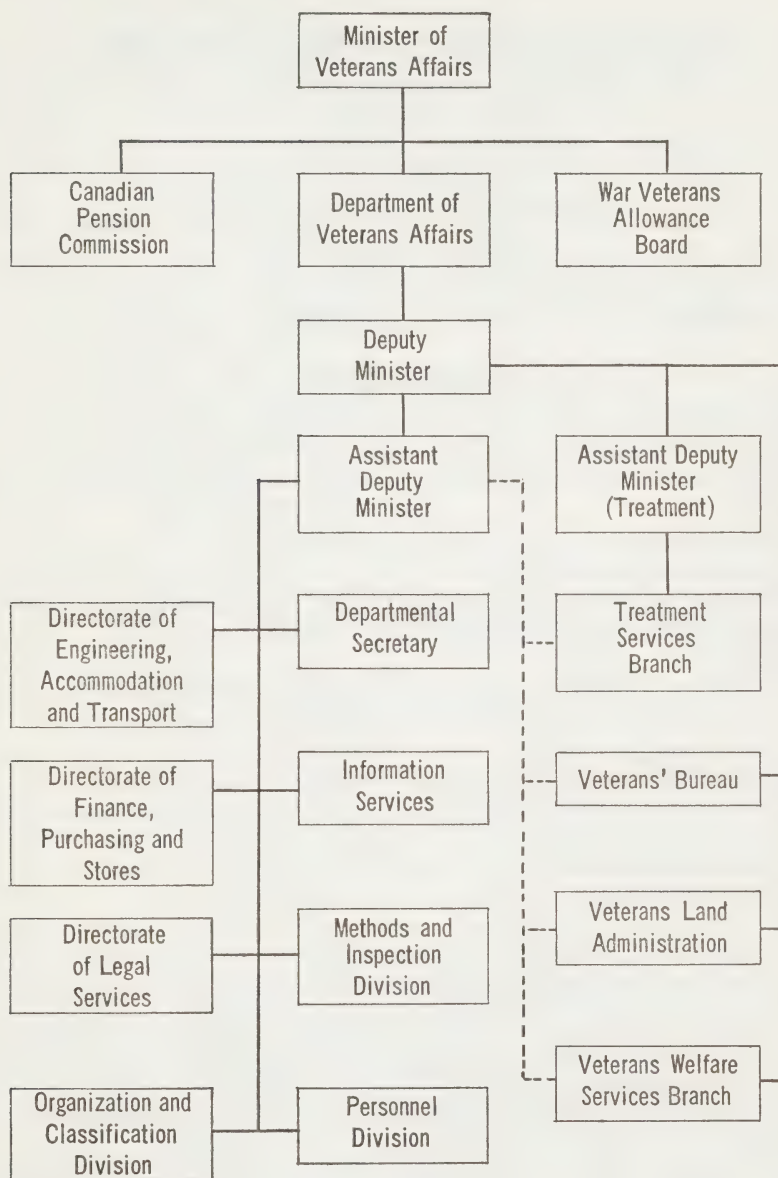 Minister of
Veterans Affairs
Canadian
Pension
Commission
Department of
Veterans Affairs
War Veterans
Allowance
Board
Deputy
Minister
Assistant
Deputy
Minister
Assistant Deputy
Minister
(Treatment)
Directorate of
Engineering,
Accommodation
and Transport
Departmental
Secretary
Treatment
Services
Branch
Directorate of
Finance,
Purchasing and
Stores
Information
Services
Veterans' Bureau
Directorate
of Legal
Services
Methods and
Inspection
Division
Veterans Land
Administration
Organization and
Classification
Division
Personnel
Division
Veterans Welfare
Services Branch